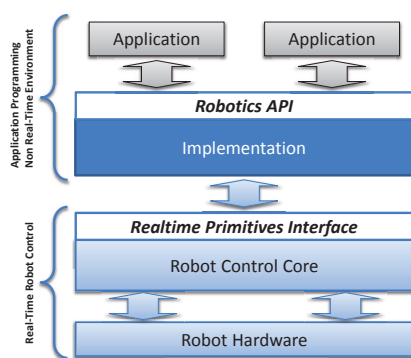 Application Programming
Non Real-Time Environment
Application
Application
Robotics API
Implementation
Real-Time Robot Control
Realtime Primitives Interface
Robot Control Core
Robot Hardware